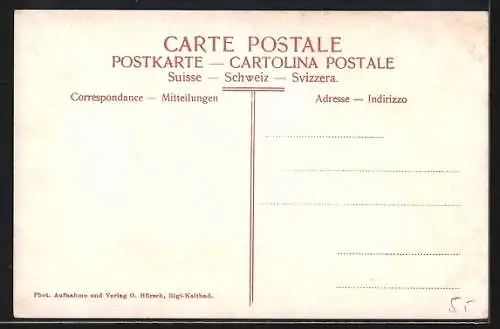 CARTE POSTALE
POSTKARTE — CARTOLINA POSTALE
Suisse — Schweiz — Svizzera.
Correspondance — Mitteilungen
Adresse — Indirizzo
Phot. Aufnahme und Verlag O. Hürsch, Rigi-Kaltbad.